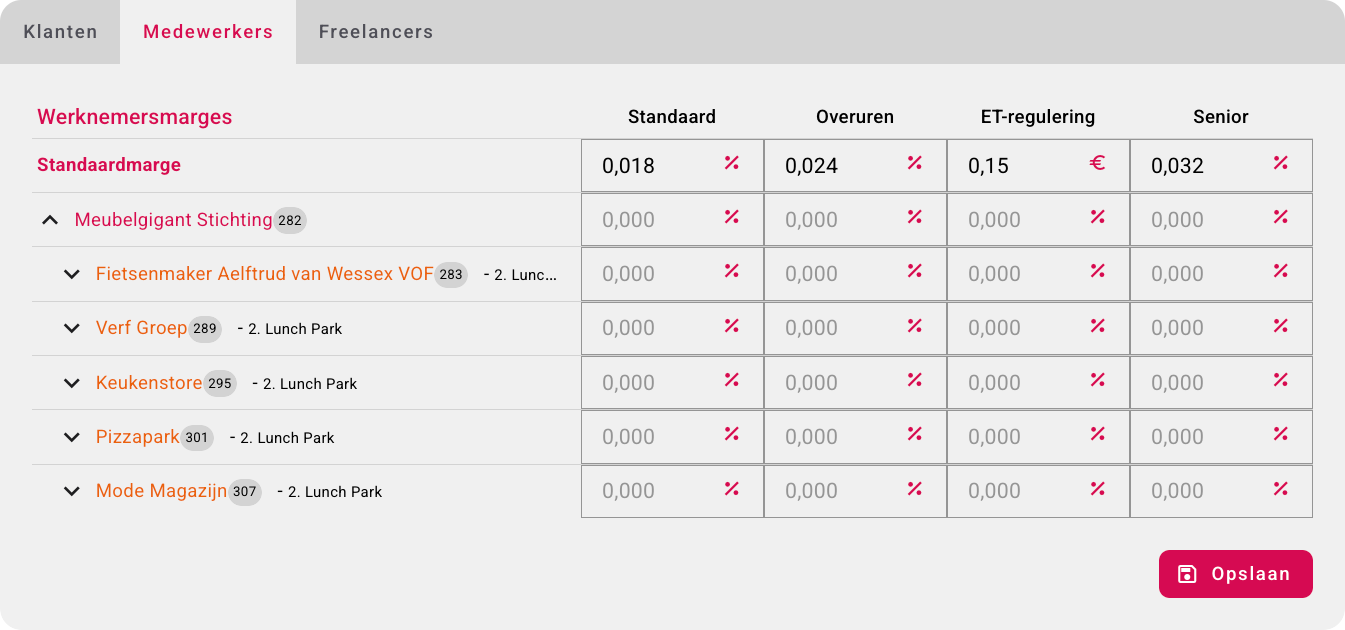 Klanten Medewerkers Freelancers
Werknemersmarges Standaard Overuren ET-regulering Senior
Standaardmarge 0,018 % 0,024 % 0,15 € 0,032 %
Meubelgigant Stichting 282 0,000 % 0,000 % 0,000 % 0,000 %
Fietsenmaker Aelftrud van Wessex VOF 283 - 2. Lunc... 0,000 % 0,000 % 0,000 % 0,000 %
Verf Groep 289 - 2. Lunch Park 0,000 % 0,000 % 0,000 % 0,000 %
Keukenstore 295 - 2. Lunch Park 0,000 % 0,000 % 0,000 % 0,000 %
Pizzapark 301 - 2. Lunch Park 0,000 % 0,000 % 0,000 % 0,000 %
Mode Magazijn 307 - 2. Lunch Park 0,000 % 0,000 % 0,000 % 0,000 %
Opslaan